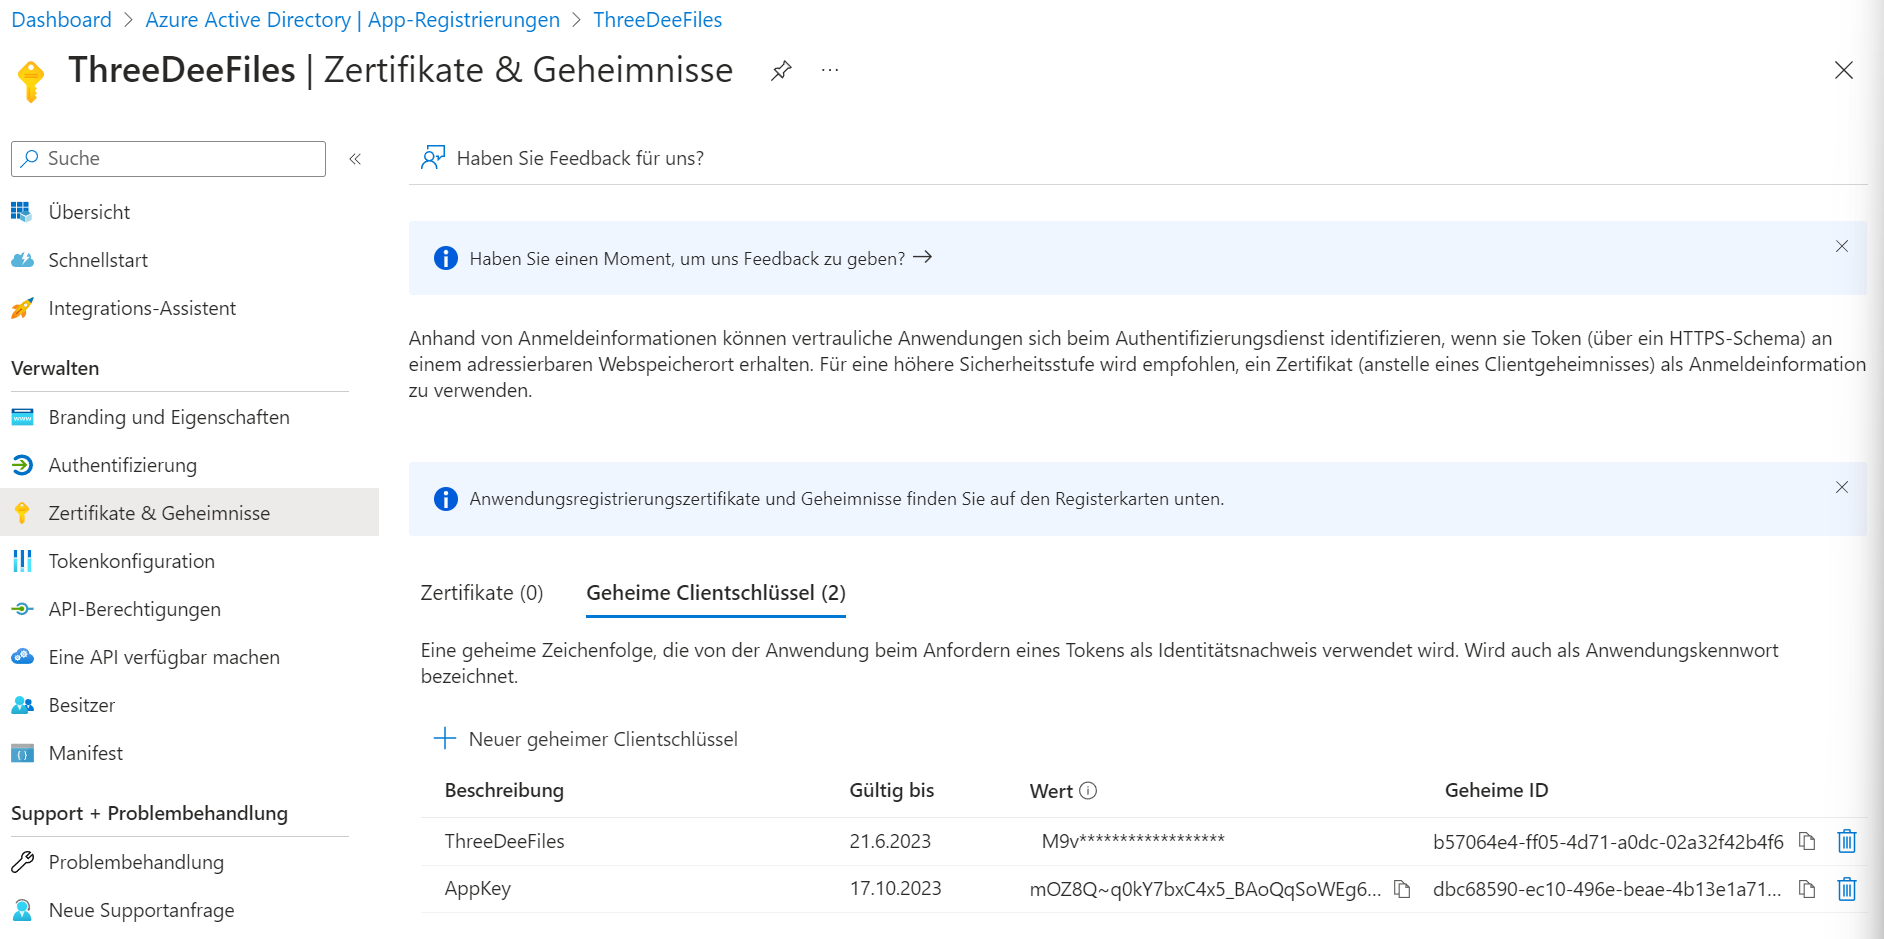 Dashboard > Azure Active Directory | App-Registrierungen > ThreeDeeFiles
ThreeDeeFiles | Zertifikate & Geheimnisse
Suche
Übersicht
Schnellstart
Integrations-Assistent
Verwalten
Branding und Eigenschaften
Authentifizierung
Zertifikate & Geheimnisse
Tokenkonfiguration
API-Berechtigungen
Eine API verfügbar machen
Besitzer
Manifest
Support + Problembehandlung
Problembehandlung
Neue Supportanfrage
Haben Sie Feedback für uns?
Haben Sie einen Moment, um uns Feedback zu geben? →
Anhand von Anmeldeinformationen können vertrauliche Anwendungen sich beim Authentifizierungsdienst identifizieren, wenn sie Token (über ein HTTPS-Schema) an
einem adressierbaren Webspeicherort erhalten. Für eine höhere Sicherheitsstufe wird empfohlen, ein Zertifikat (anstelle eines Clientgeheimnisses) als Anmeldeinformation
zu verwenden.
Anwendungsregistrierungszertifikate und Geheimnisse finden Sie auf den Registerkarten unten.
Zertifikate (0) Geheime Clientschlüssel (2)
Eine geheime Zeichenfolge, die von der Anwendung beim Anfordern eines Tokens als Identitätsnachweis verwendet wird. Wird auch als Anwendungskennwort
bezeichnet.
Neuer geheimer Clientschlüssel
Beschreibung Gültig bis Wert Geheime ID
ThreeDeeFiles 21.6.2023 M9v****************** b57064e4-ff05-4d71-a0dc-02a32f42b4f6
AppKey 17.10.2023 mOZ8Q~q0kY7bxC4x5_BAoQqSoWEg6... dbc68590-ec10-496e-beae-4b13e1a71...